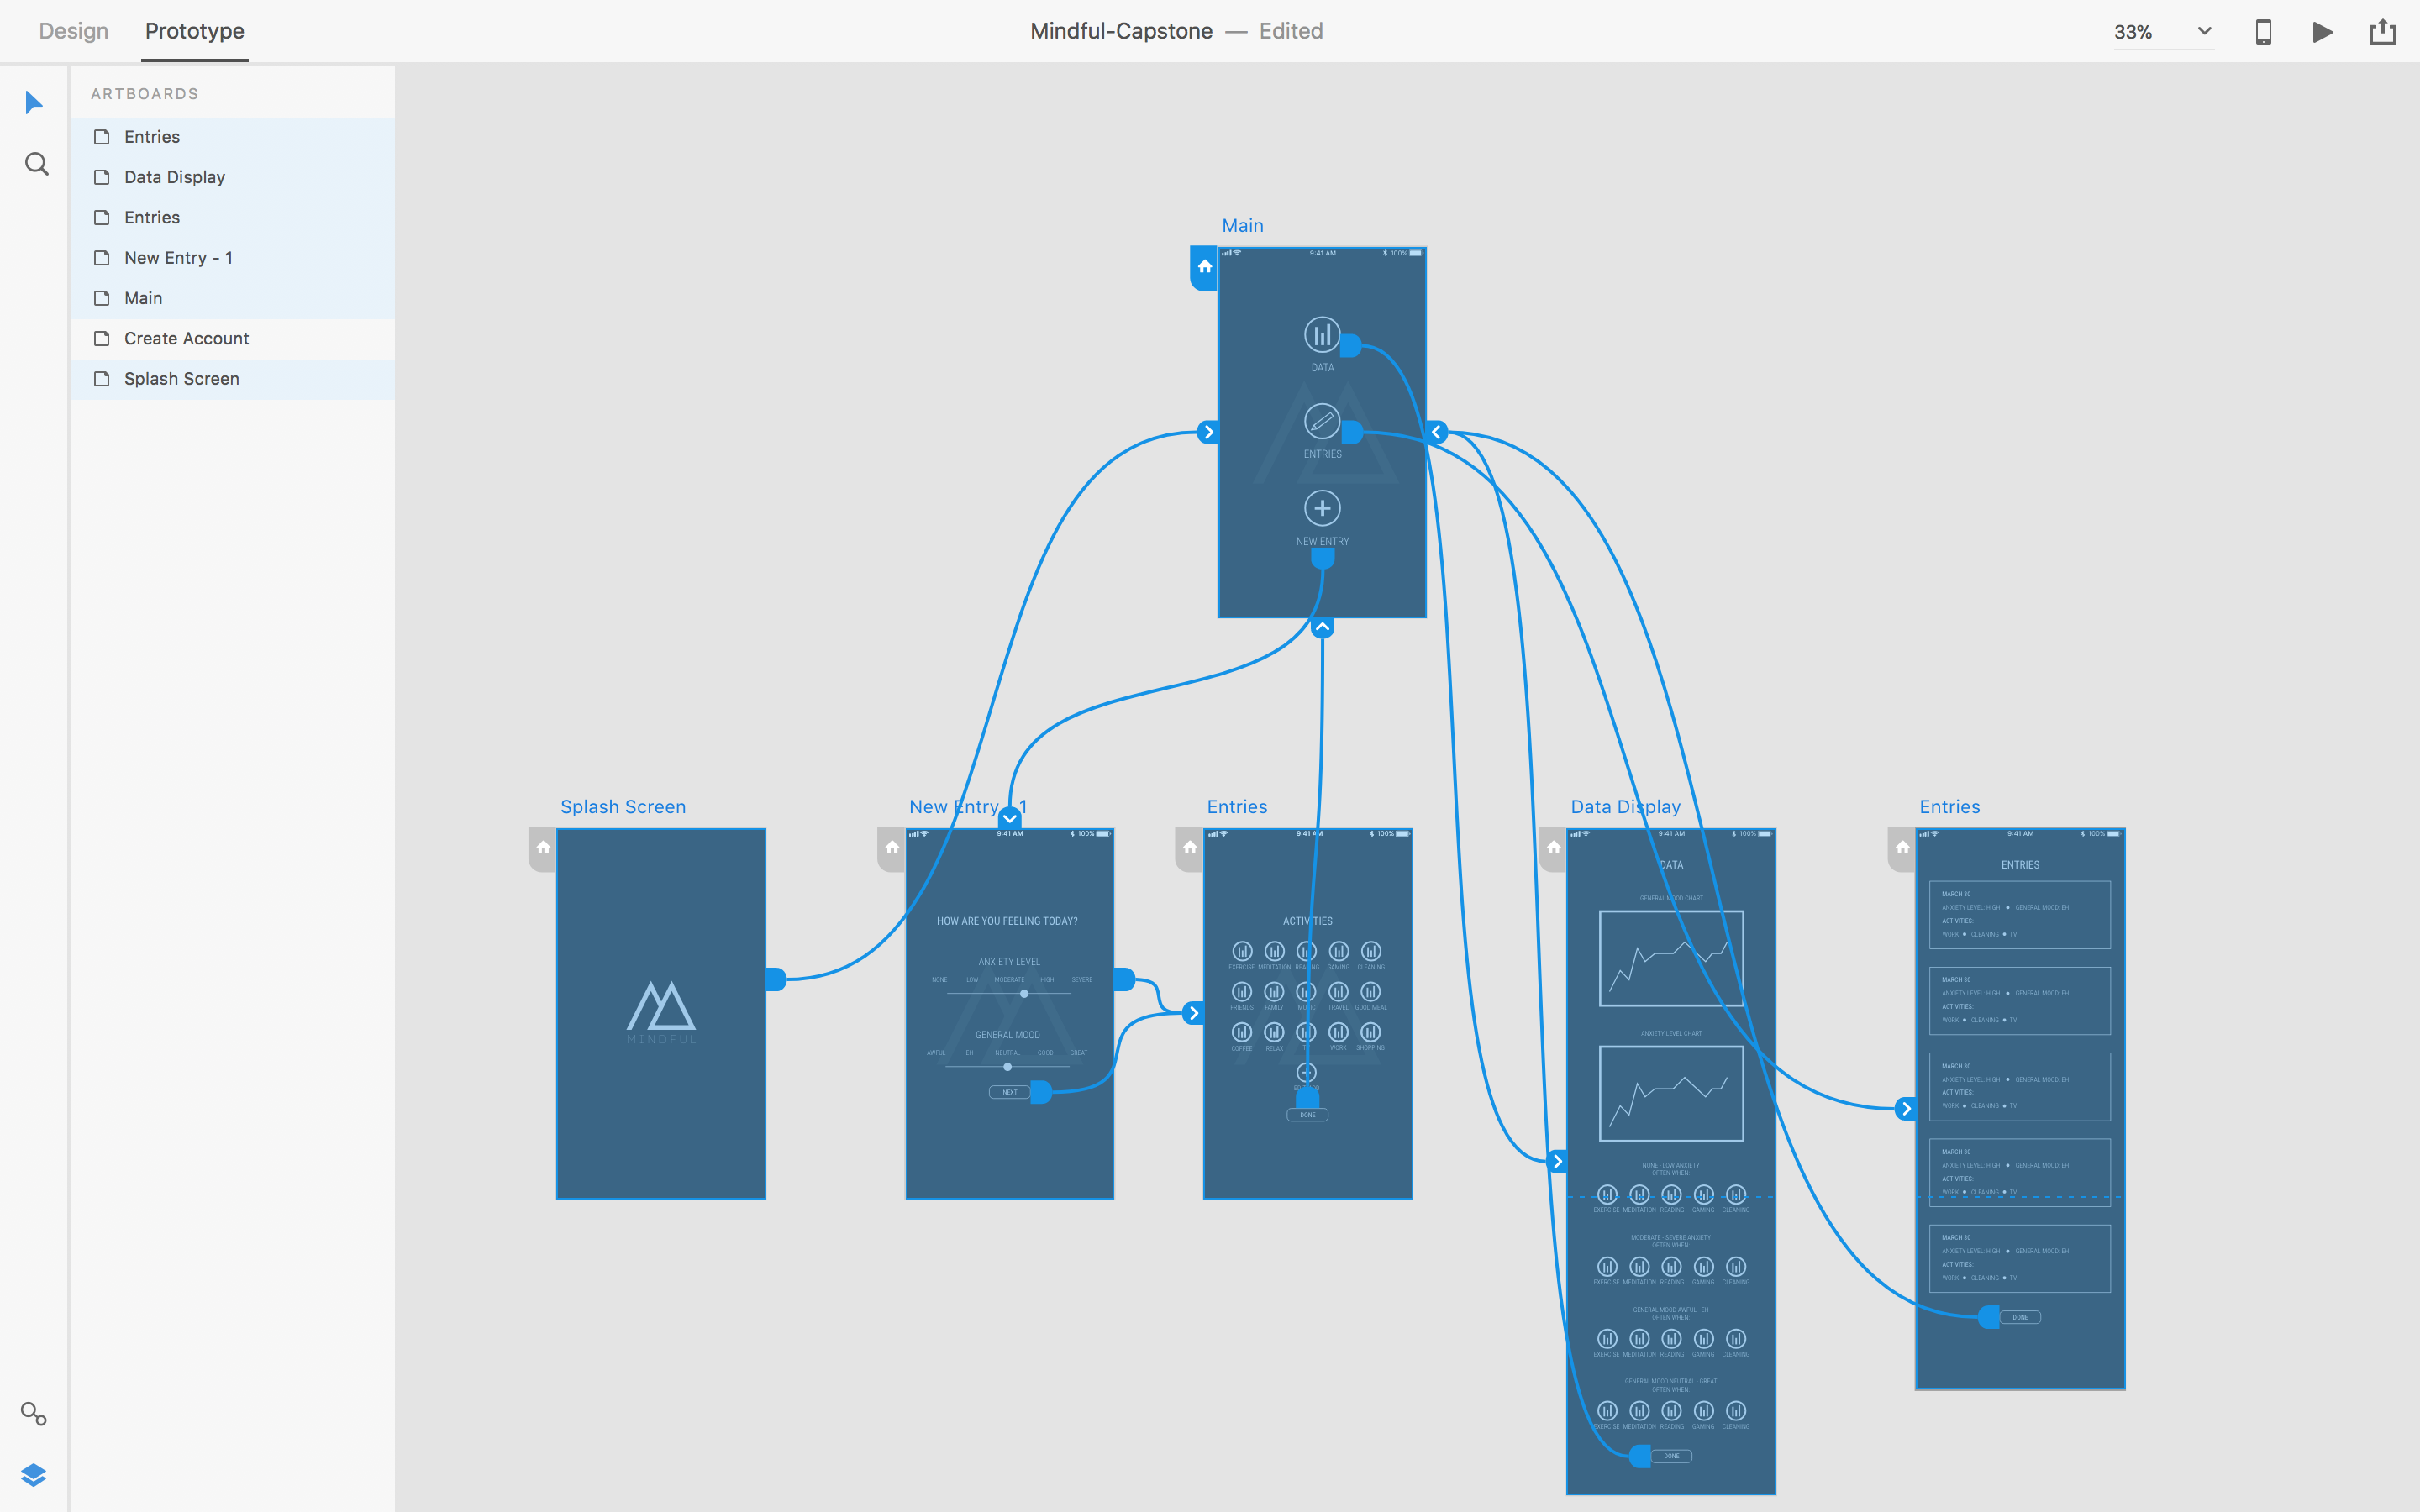 Design Prototype Mindful-Capstone — Edited 33%
ARTBOARDS
Entries
Data Display
Entries
New Entry - 1
Main
Create Account
Splash Screen
Main
9:41 AM 100%
DATA
ENTRIES
NEW ENTRY
Splash Screen
MINDFUL
New Entry 1
9:41 AM 100%
HOW ARE YOU FEELING TODAY?
ANXIETY LEVEL
NONE LOW MODERATE HIGH SEVERE
GENERAL MOOD
AWFUL EH NEUTRAL GOOD GREAT
NEXT
Entries
9:41 AM 100%
ACTIVITIES
EXERCISE MEDITATION READING GAMING CLEANING
FRIENDS FAMILY MUSIC TRAVEL GOOD MEAL
COFFEE RELAX WORK SHOPPING
DONE
Data Display
9:41 AM 100%
DATA
GENERAL MOOD CHART
ANXIETY LEVEL CHART
NONE - LOW ANXIETY
OFTEN WHEN:
EXERCISE MEDITATION READING GAMING CLEANING
MODERATE - SEVERE ANXIETY
OFTEN WHEN:
EXERCISE MEDITATION READING GAMING CLEANING
GENERAL MOOD AWFUL - EH
OFTEN WHEN:
EXERCISE MEDITATION READING GAMING CLEANING
GENERAL MOOD NEUTRAL - GREAT
OFTEN WHEN:
EXERCISE MEDITATION READING GAMING CLEANING
DONE
Entries
9:41 AM 100%
ENTRIES
MARCH 30
ANXIETY LEVEL: HIGH • GENERAL MOOD: EH
ACTIVITIES:
WORK • CLEANING • TV
MARCH 30
ANXIETY LEVEL: HIGH • GENERAL MOOD: EH
ACTIVITIES:
WORK • CLEANING • TV
MARCH 30
ANXIETY LEVEL: HIGH • GENERAL MOOD: EH
ACTIVITIES:
WORK • CLEANING • TV
MARCH 30
ANXIETY LEVEL: HIGH • GENERAL MOOD: EH
ACTIVITIES:
WORK • CLEANING • TV
MARCH 30
ANXIETY LEVEL: HIGH • GENERAL MOOD: EH
ACTIVITIES:
WORK • CLEANING • TV
DONE